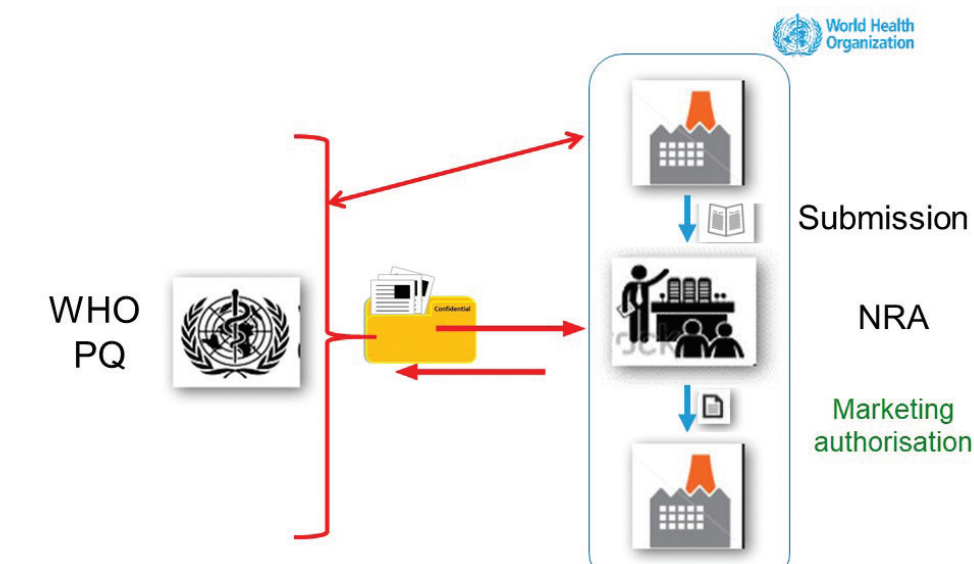 World Health
Organization
Submission
WHO
PQ
Confidential
NRA
Marketing
authorisation